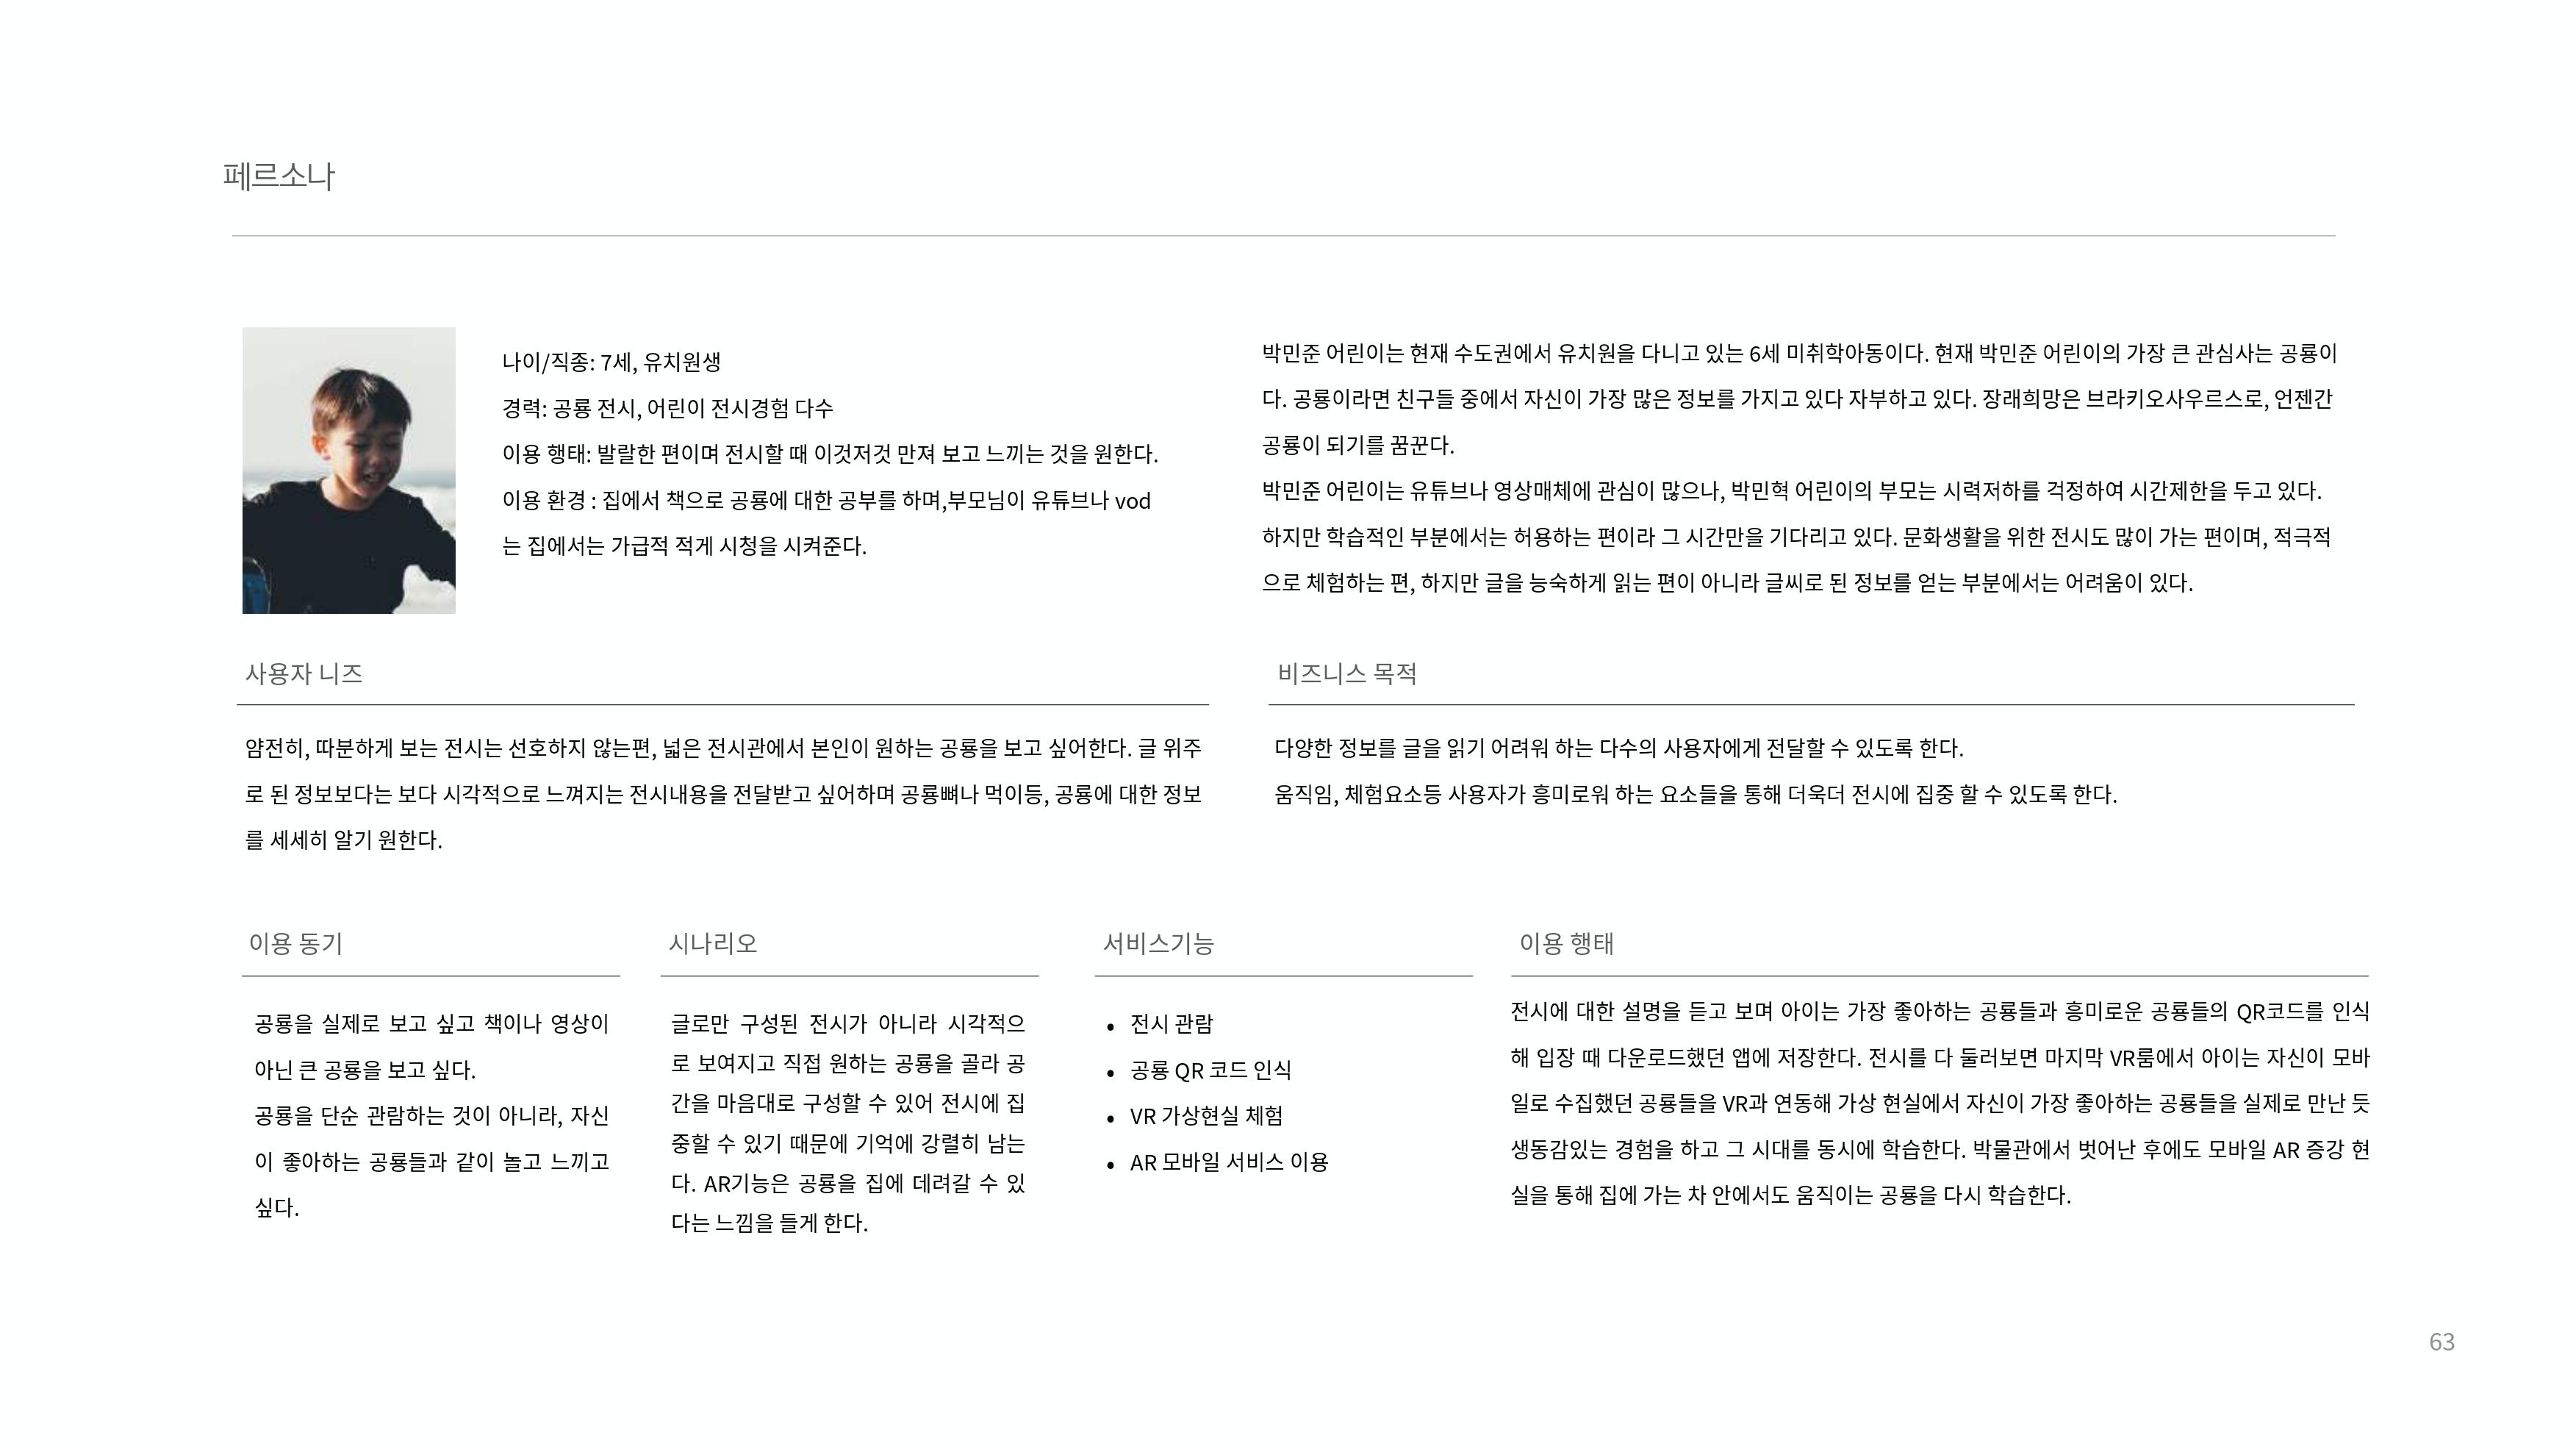 페르소나
나이/직종: 7세, 유치원생
경력: 공룡 전시, 어린이 전시경험 다수
이용 행태: 발랄한 편이며 전시할 때 이것저것 만져 보고 느끼는 것을 원한다.
이용 환경 : 집에서 책으로 공룡에 대한 공부를 하며,부모님이 유튜브나 vod
는 집에서는 가급적 적게 시청을 시켜준다.
박민준 어린이는 현재 수도권에서 유치원을 다니고 있는 6세 미취학아동이다. 현재 박민준 어린이의 가장 큰 관심사는 공룡이
다. 공룡이라면 친구들 중에서 자신이 가장 많은 정보를 가지고 있다 자부하고 있다. 장래희망은 브라키오사우르스로, 언젠간
공룡이 되기를 꿈꾼다.
박민준 어린이는 유튜브나 영상매체에 관심이 많으나, 박민혁 어린이의 부모는 시력저하를 걱정하여 시간제한을 두고 있다.
하지만 학습적인 부분에서는 허용하는 편이라 그 시간만을 기다리고 있다. 문화생활을 위한 전시도 많이 가는 편이며, 적극적
으로 체험하는 편, 하지만 글을 능숙하게 읽는 편이 아니라 글씨로 된 정보를 얻는 부분에서는 어려움이 있다.
사용자 니즈
얌전히, 따분하게 보는 전시는 선호하지 않는편, 넓은 전시관에서 본인이 원하는 공룡을 보고 싶어한다. 글 위주
로 된 정보보다는 보다 시각적으로 느껴지는 전시내용을 전달받고 싶어하며 공룡뼈나 먹이등, 공룡에 대한 정보
를 세세히 알기 원한다.
비즈니스 목적
다양한 정보를 글을 읽기 어려워 하는 다수의 사용자에게 전달할 수 있도록 한다.
움직임, 체험요소등 사용자가 흥미로워 하는 요소들을 통해 더욱더 전시에 집중 할 수 있도록 한다.
이용 동기
공룡을 실제로 보고 싶고 책이나 영상이
아닌 큰 공룡을 보고 싶다.
공룡을 단순 관람하는 것이 아니라, 자신
이 좋아하는 공룡들과 같이 놀고 느끼고
싶다.
시나리오
글로만 구성된 전시가 아니라 시각적으
로 보여지고 직접 원하는 공룡을 골라 공
간을 마음대로 구성할 수 있어 전시에 집
중할 수 있기 때문에 기억에 강렬히 남는
다. AR기능은 공룡을 집에 데려갈 수 있
다는 느낌을 들게 한다.
서비스기능
• 전시 관람
• 공룡 QR 코드 인식
• VR 가상현실 체험
• AR 모바일 서비스 이용
이용 행태
전시에 대한 설명을 듣고 보며 아이는 가장 좋아하는 공룡들과 흥미로운 공룡들의 QR코드를 인식
해 입장 때 다운로드했던 앱에 저장한다. 전시를 다 둘러보면 마지막 VR룸에서 아이는 자신이 모바
일로 수집했던 공룡들을 VR과 연동해 가상 현실에서 자신이 가장 좋아하는 공룡들을 실제로 만난 듯
생동감있는 경험을 하고 그 시대를 동시에 학습한다. 박물관에서 벗어난 후에도 모바일 AR 증강 현
실을 통해 집에 가는 차 안에서도 움직이는 공룡을 다시 학습한다.
63